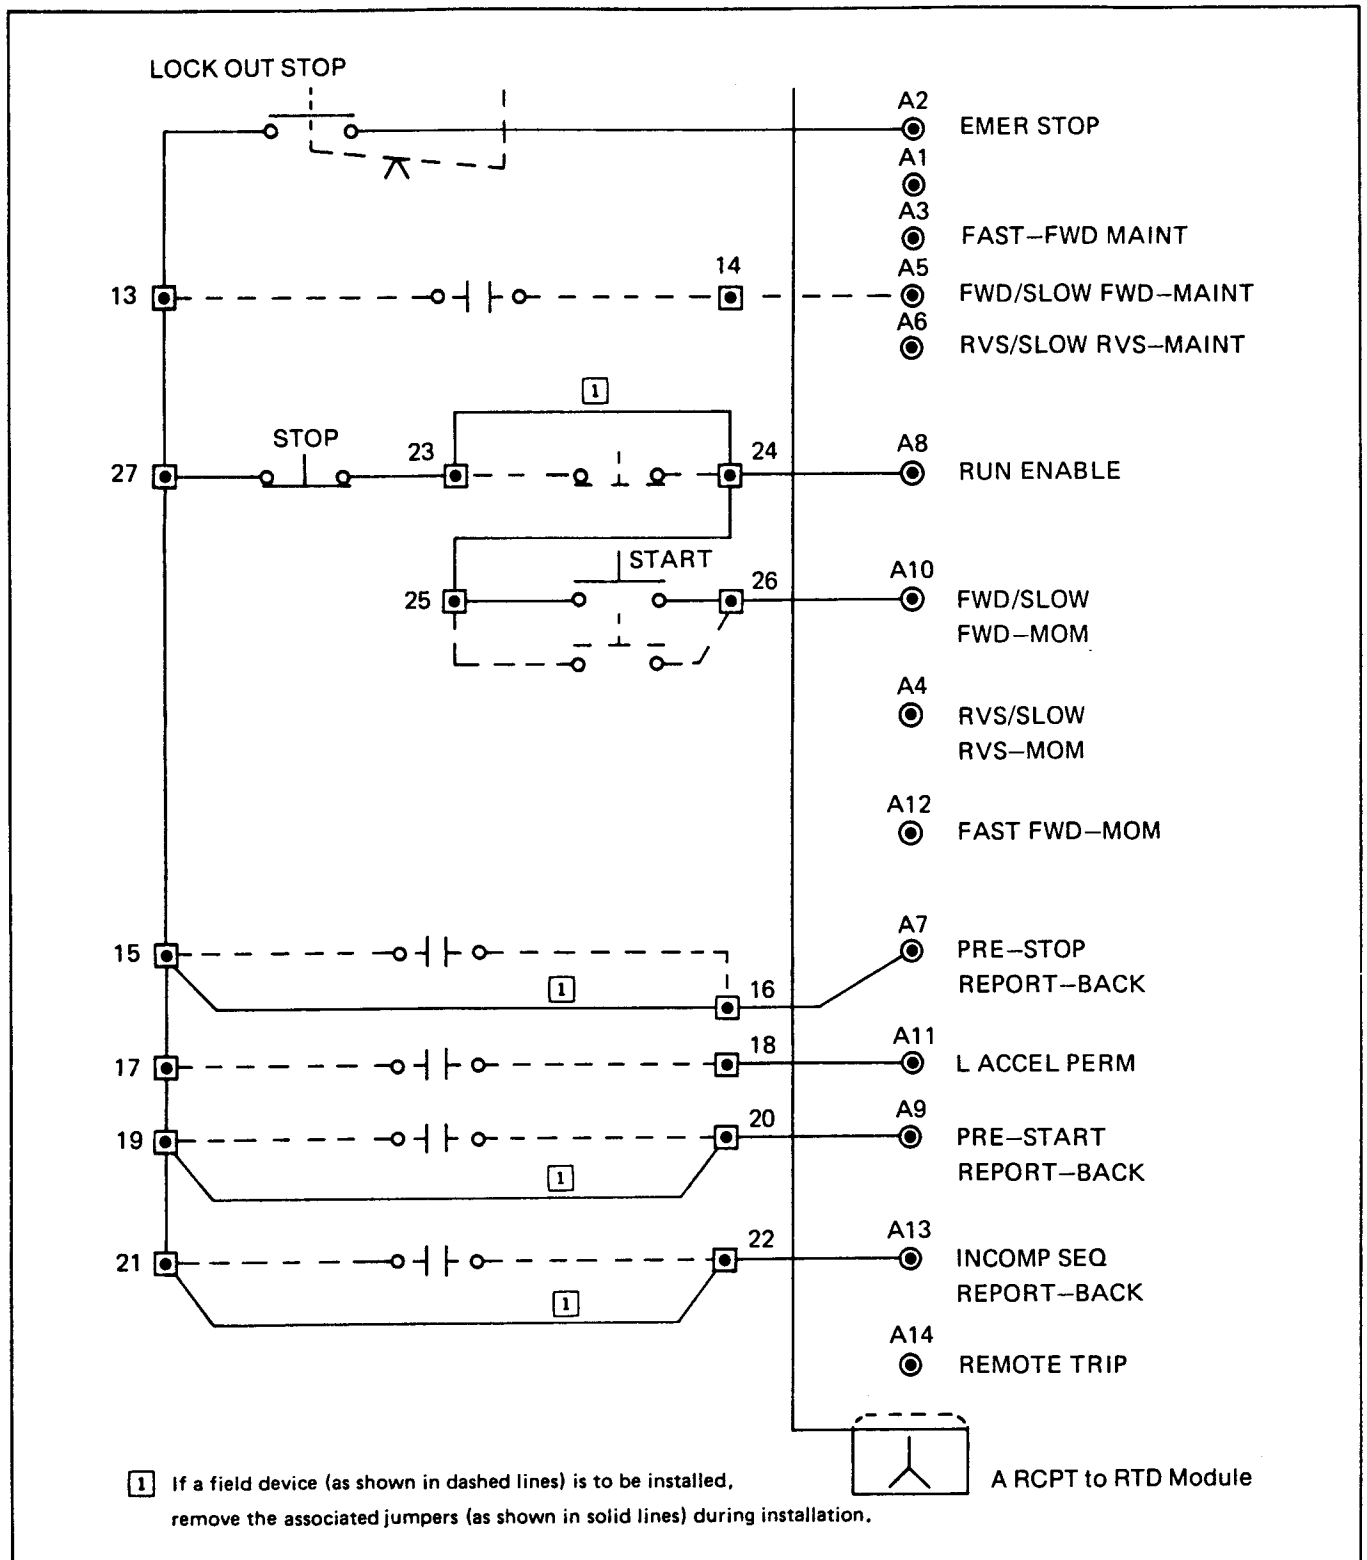 LOCK OUT STOP
A2
EMER STOP
A1
A3
FAST–FWD MAINT
13
14
A5
FWD/SLOW FWD–MAINT
A6
RVS/SLOW RVS–MAINT
1
27
STOP
23
24
A8
RUN ENABLE
25
START
26
A10
FWD/SLOW
FWD–MOM
A4
RVS/SLOW
RVS–MOM
A12
FAST FWD–MOM
15
1
16
A7
PRE–STOP
REPORT–BACK
17
18
A11
L ACCEL PERM
19
1
20
A9
PRE–START
REPORT–BACK
21
1
22
A13
INCOMP SEQ
REPORT–BACK
A14
REMOTE TRIP
A RCPT to RTD Module
1 If a field device (as shown in dashed lines) is to be installed,
remove the associated jumpers (as shown in solid lines) during installation.